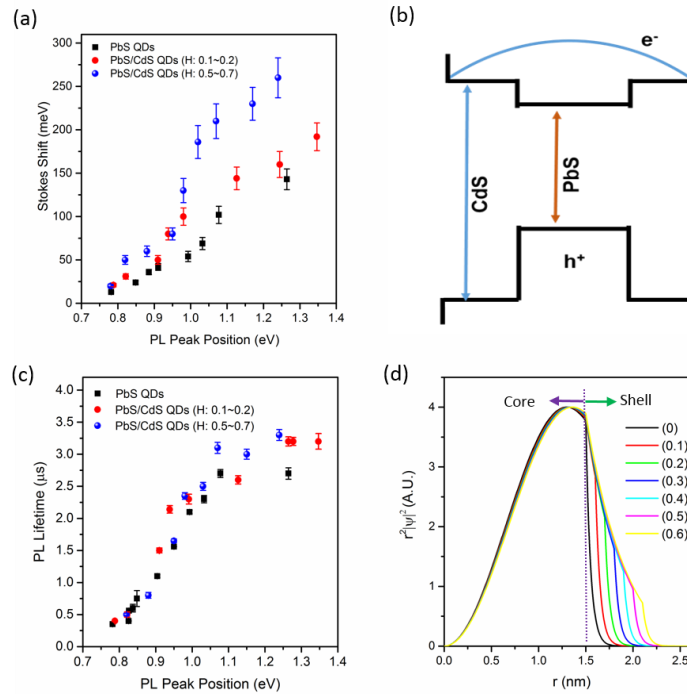 (a)
PbS QDs
PbS/CdS QDs (H: 0.1~0.2)
PbS/CdS QDs (H: 0.5~0.7)
Stokes Shift (meV)
300
250
200
150
100
50
0
0.7 0.8 0.9 1.0 1.1 1.2 1.3 1.4
PL Peak Position (eV)
(b)
e-
CdS
PbS
h+
(c)
PbS QDs
PbS/CdS QDs (H: 0.1~0.2)
PbS/CdS QDs (H: 0.5~0.7)
PL Lifetime (µs)
4.0
3.5
3.0
2.5
2.0
1.5
1.0
0.5
0.0
0.7 0.8 0.9 1.0 1.1 1.2 1.3 1.4
PL Peak Position (eV)
(d)
Core
Shell
(0)
(0.1)
(0.2)
(0.3)
(0.4)
(0.5)
(0.6)
r²|ψ|² (A.U.)
4
3
2
1
0
0.0 0.5 1.0 1.5 2.0 2.5
r (nm)